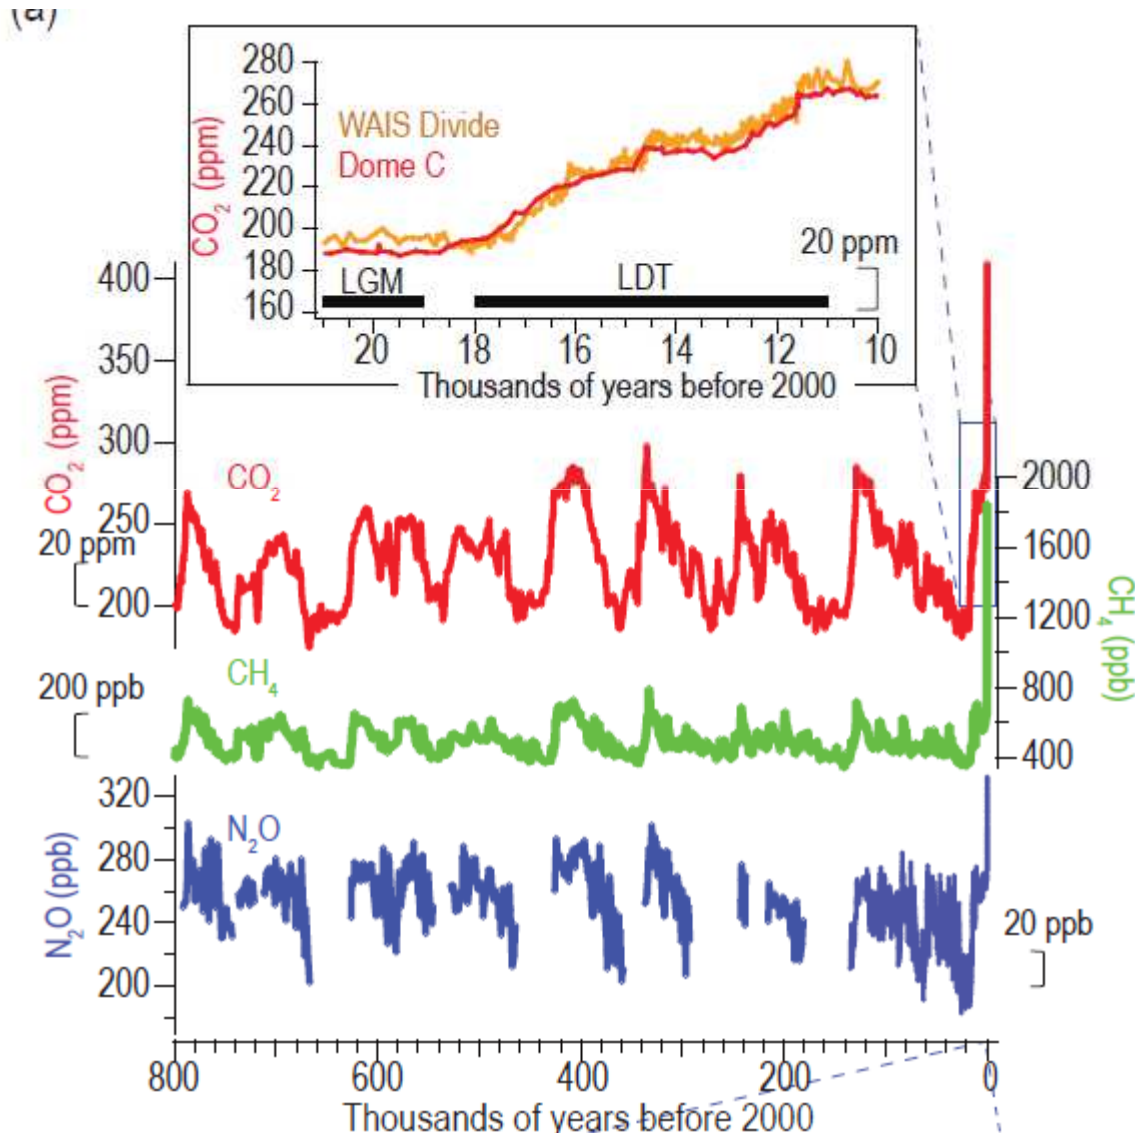 (a)
280
260
240
220
200
180
160
CO2 (ppm)
WAIS Divide
Dome C
20 ppm
LGM
LDT
20 18 16 14 12 10
Thousands of years before 2000
400
350
300
250
200
CO2 (ppm)
20 ppm
CO2
2000
1600
1200
800
400
CH4 (ppb)
CH4
200 ppb
320
280
240
200
N2O (ppb)
N2O
20 ppb
800 600 400 200 0
Thousands of years before 2000